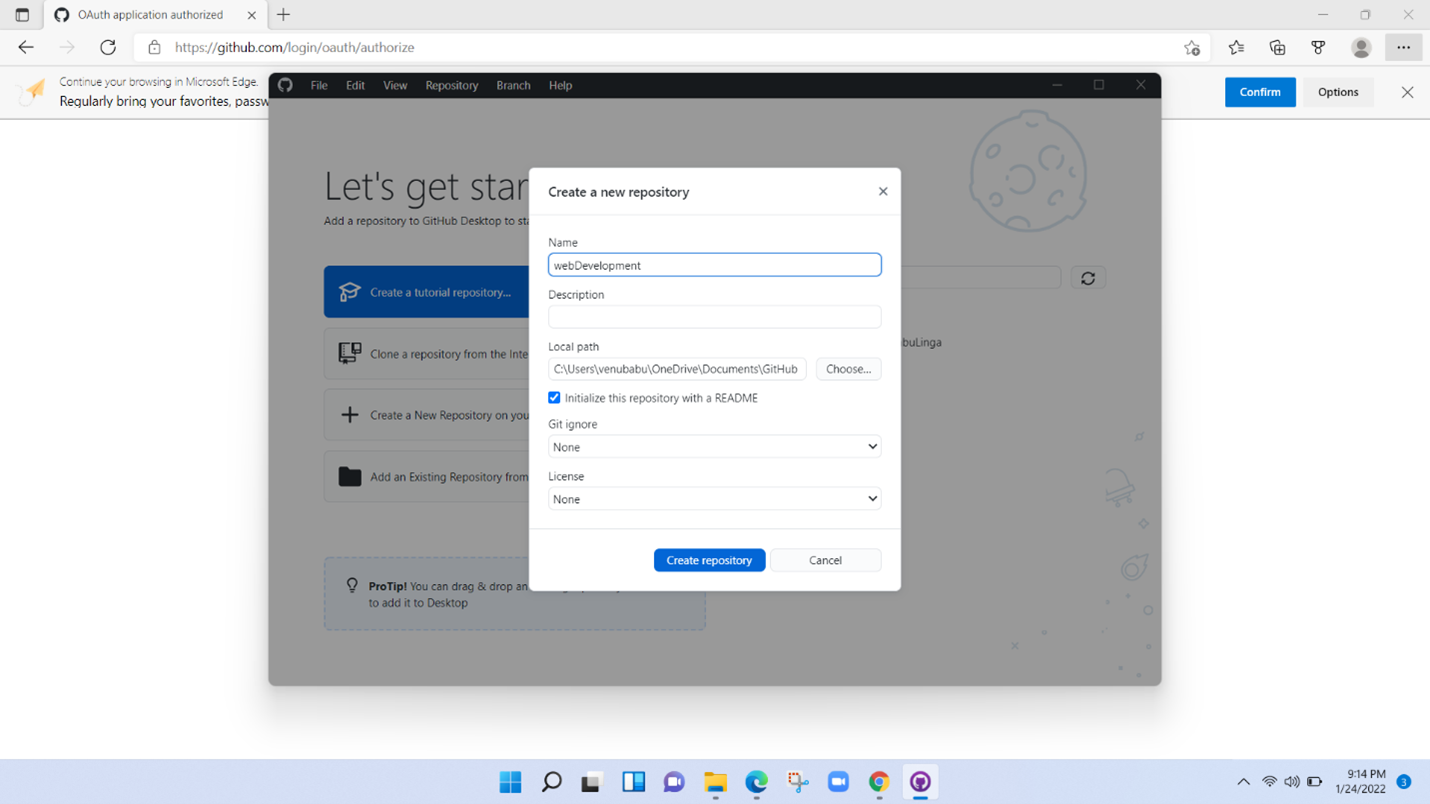 OAuth application authorized
https://github.com/login/oauth/authorize
Continue your browsing in Microsoft Edge.
Regularly bring your favorites, passw
Confirm
Options
File Edit View Repository Branch Help
Let's get star
Add a repository to GitHub Desktop to sta
Create a tutorial repository...
Clone a repository from the Inte
Create a New Repository on you
Add an Existing Repository from
ProTip! You can drag & drop an
to add it to Desktop
buLinga
Create a new repository
Name
webDevelopment
Description
Local path
C:\Users\venubabu\OneDrive\Documents\GitHub
Choose...
Initialize this repository with a README
Git ignore
None
License
None
Create repository
Cancel
9:14 PM
1/24/2022
3